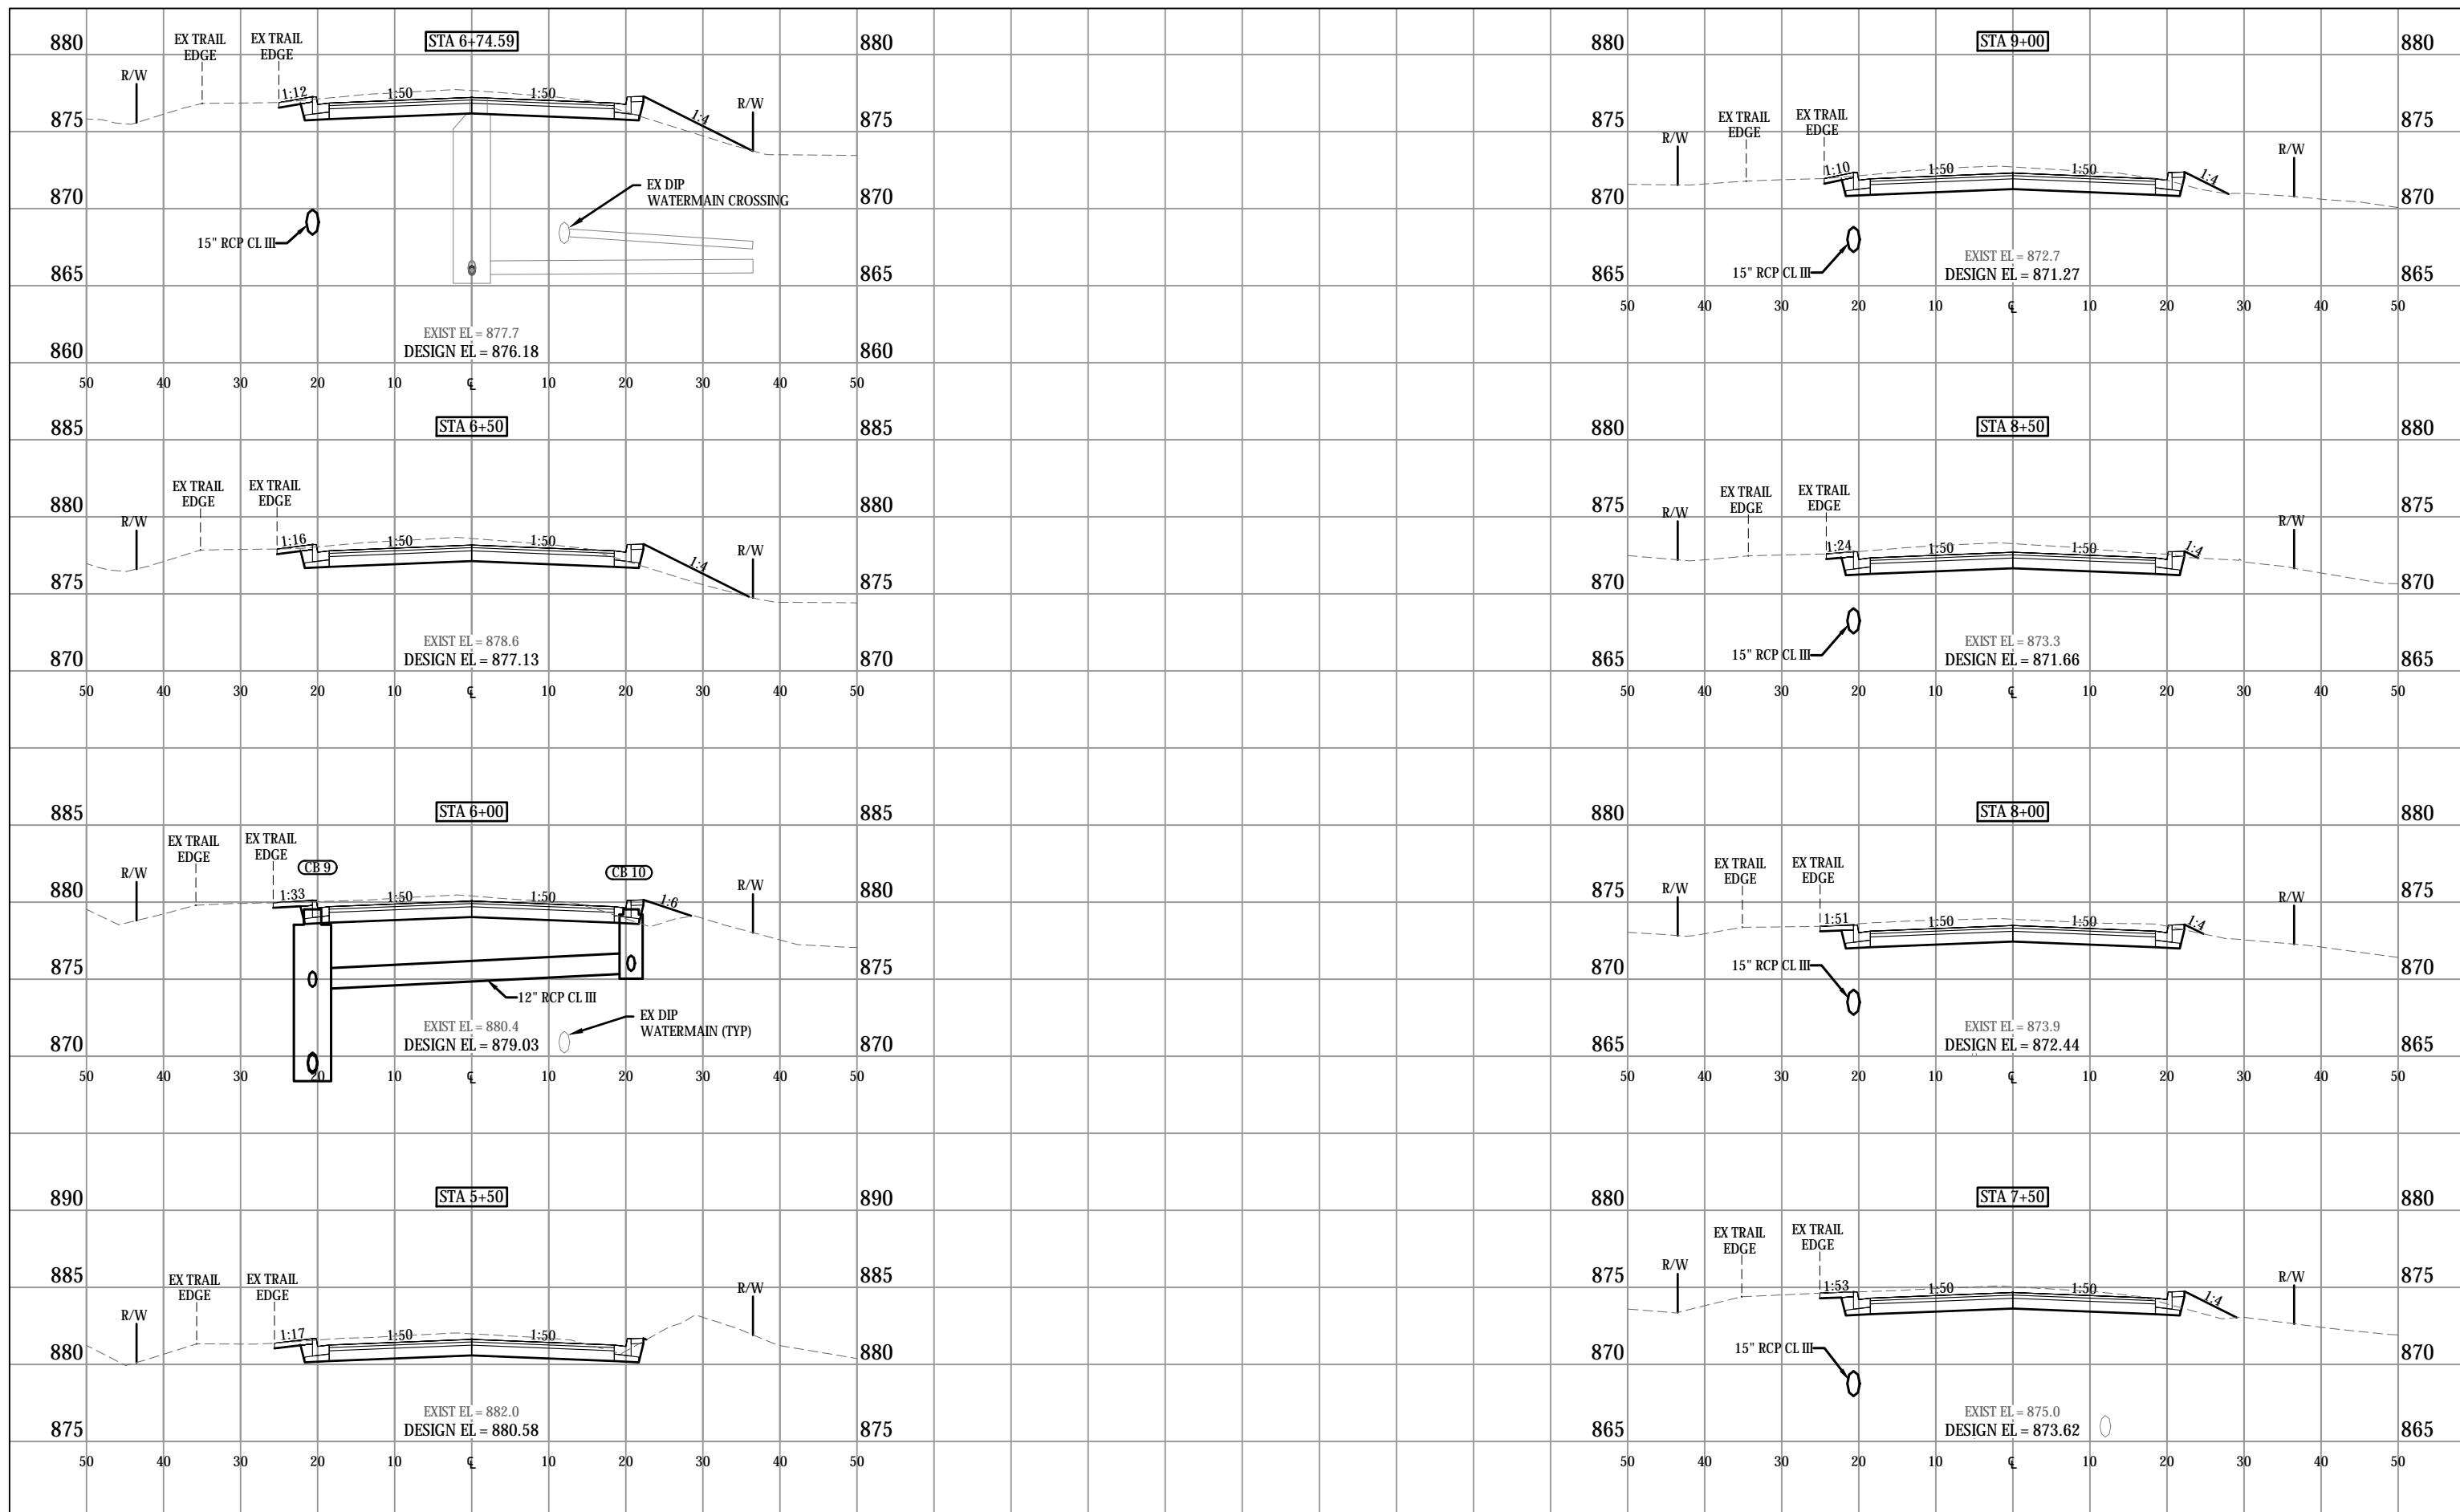 STA 6+74.59
880
880
EX TRAIL
EDGE
EX TRAIL
EDGE
R/W
1:12
1:50
1:50
1:4
R/W
875
875
EX DIP
WATERMAIN CROSSING
870
870
15" RCP CL III
865
865
EXIST EL = 877.7
DESIGN EL = 876.18
860
860
50 40 30 20 10 ℄ 10 20 30 40 50
STA 6+50
885
885
EX TRAIL
EDGE
EX TRAIL
EDGE
880
880
R/W
1:16
1:50
1:50
1:4
R/W
875
875
EXIST EL = 878.6
DESIGN EL = 877.13
870
870
50 40 30 20 10 ℄ 10 20 30 40 50
STA 6+00
885
885
EX TRAIL
EDGE
EX TRAIL
EDGE
CB 9
CB 10
R/W
880
880
1:33
1:50
1:50
1:6
R/W
875
875
12" RCP CL III
EX DIP
WATERMAIN (TYP)
EXIST EL = 880.4
DESIGN EL = 879.03
870
870
50 40 30 20 10 ℄ 10 20 30 40 50
STA 5+50
890
890
885
885
EX TRAIL
EDGE
EX TRAIL
EDGE
R/W
R/W
1:17
1:50
1:50
880
880
EXIST EL = 882.0
DESIGN EL = 880.58
875
875
50 40 30 20 10 ℄ 10 20 30 40 50
STA 9+00
880
880
EX TRAIL
EDGE
EX TRAIL
EDGE
875
875
R/W
R/W
1:10
1:50
1:50
1:4
870
870
15" RCP CL III
EXIST EL = 872.7
DESIGN EL = 871.27
865
865
50 40 30 20 10 ℄ 10 20 30 40 50
STA 8+50
880
880
EX TRAIL
EDGE
EX TRAIL
EDGE
875
875
R/W
R/W
1:24
1:50
1:50
1:4
870
870
15" RCP CL III
EXIST EL = 873.3
DESIGN EL = 871.66
865
865
50 40 30 20 10 ℄ 10 20 30 40 50
STA 8+00
880
880
EX TRAIL
EDGE
EX TRAIL
EDGE
875
875
R/W
R/W
1:51
1:50
1:50
1:4
870
870
15" RCP CL III
EXIST EL = 873.9
DESIGN EL = 872.44
865
865
50 40 30 20 10 ℄ 10 20 30 40 50
STA 7+50
880
880
EX TRAIL
EDGE
EX TRAIL
EDGE
875
875
R/W
R/W
1:53
1:50
1:50
1:4
870
870
15" RCP CL III
EXIST EL = 875.0
DESIGN EL = 873.62
865
865
50 40 30 20 10 ℄ 10 20 30 40 50